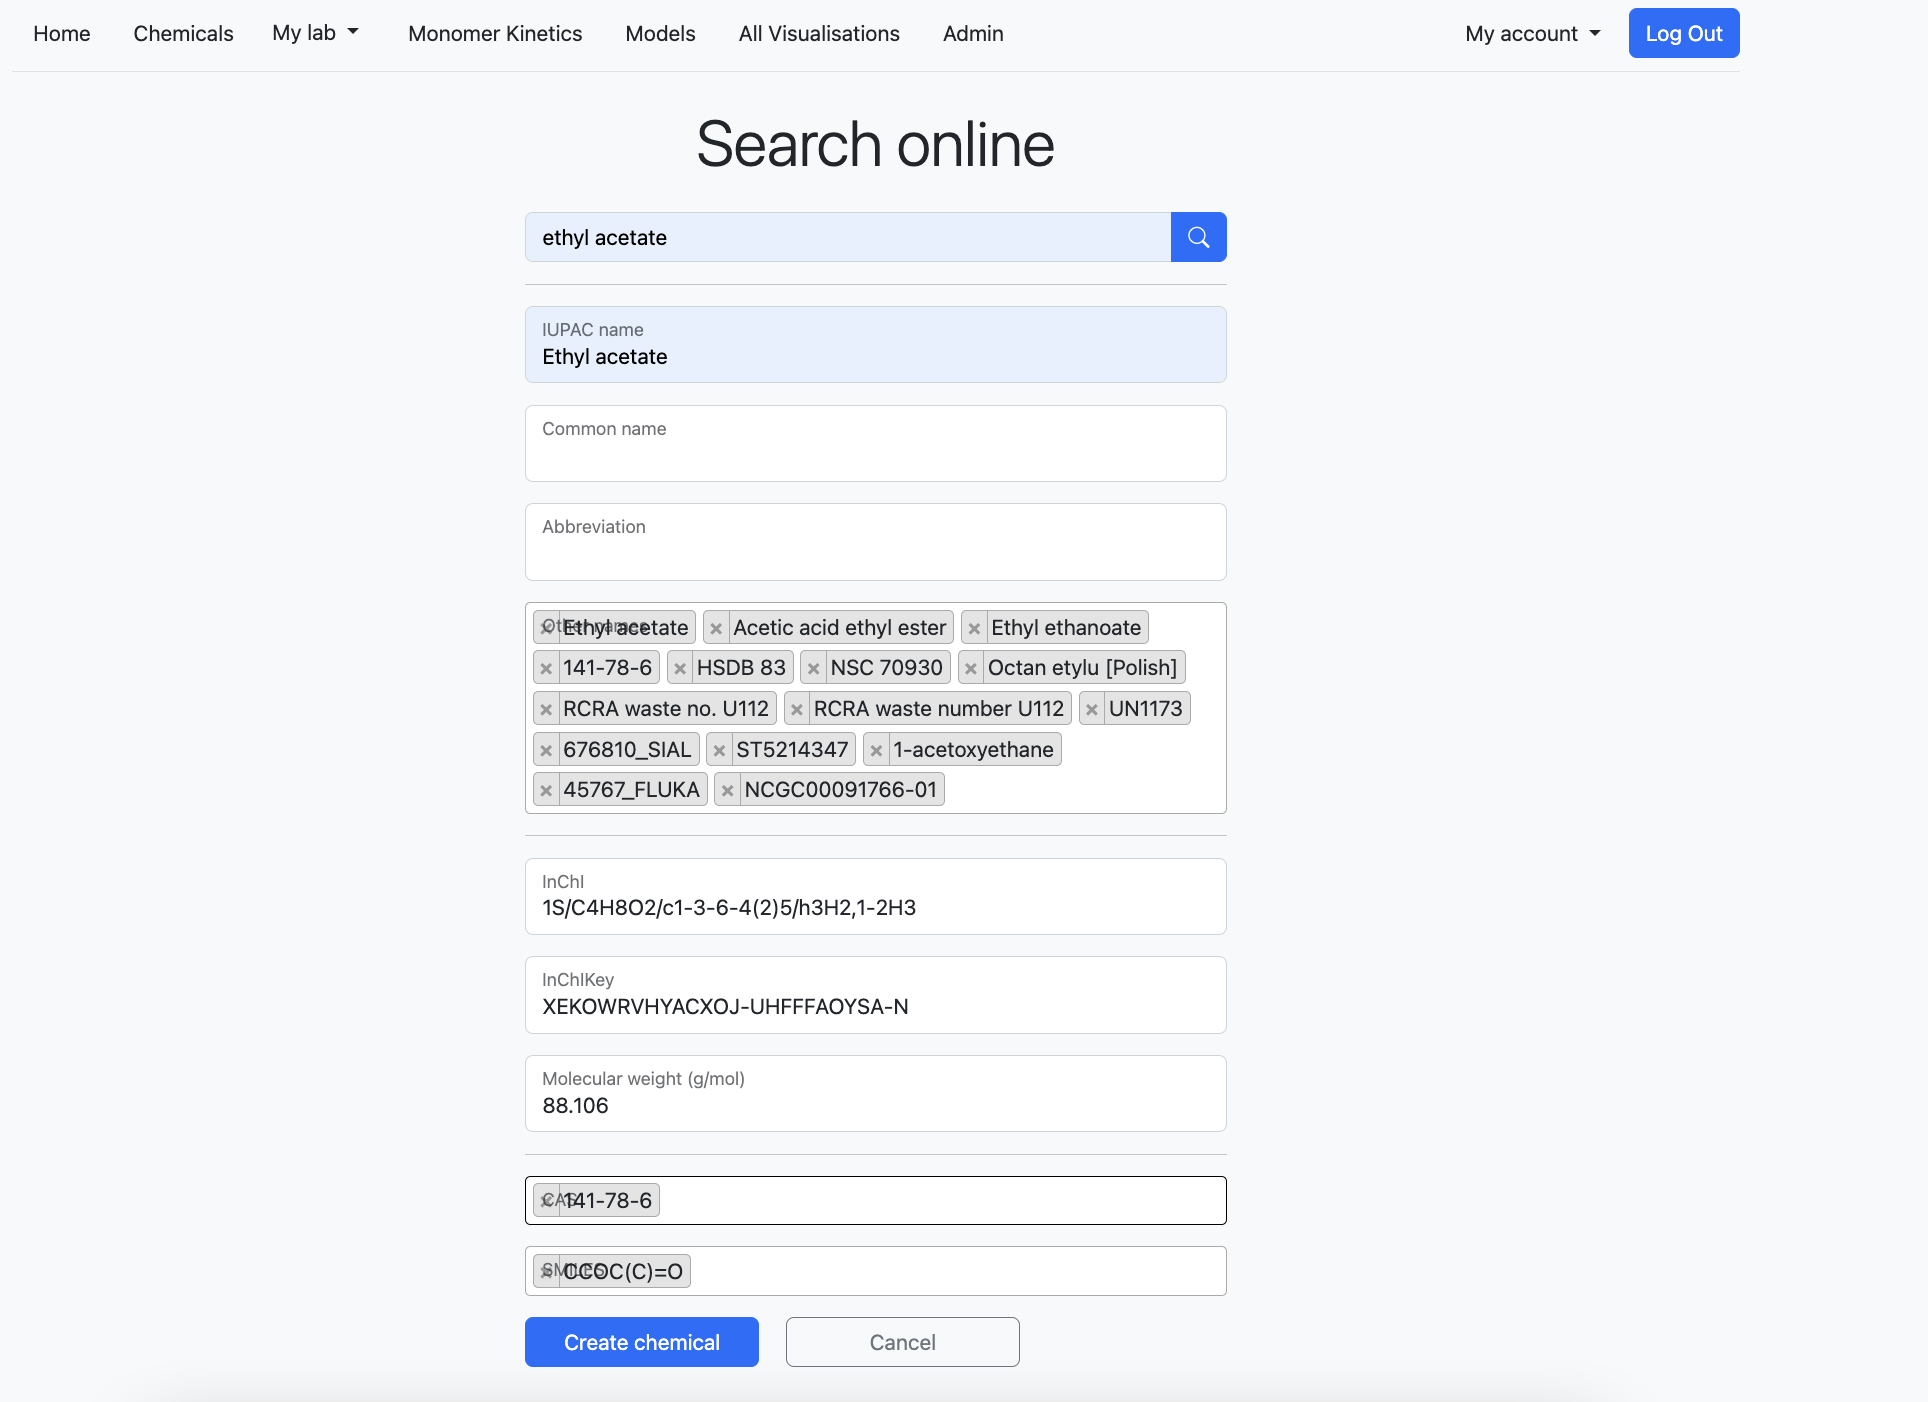 Home Chemicals My lab Monomer Kinetics Models All Visualisations Admin My account Log Out
Search online
ethyl acetate
IUPAC name
Ethyl acetate
Common name
Abbreviation
Other names
× Ethyl acetate × Acetic acid ethyl ester × Ethyl ethanoate
× 141-78-6 × HSDB 83 × NSC 70930 × Octan etylu [Polish]
× RCRA waste no. U112 × RCRA waste number U112 × UN1173
× 676810_SIAL × ST5214347 × 1-acetoxyethane
× 45767_FLUKA × NCGC00091766-01
InChI
1S/C4H8O2/c1-3-6-4(2)5/h3H2,1-2H3
InChIKey
XEKOWRVHYACXOJ-UHFFFAOYSA-N
Molecular weight (g/mol)
88.106
CAS
× 141-78-6
SMILES
× CCOC(C)=O
Create chemical Cancel